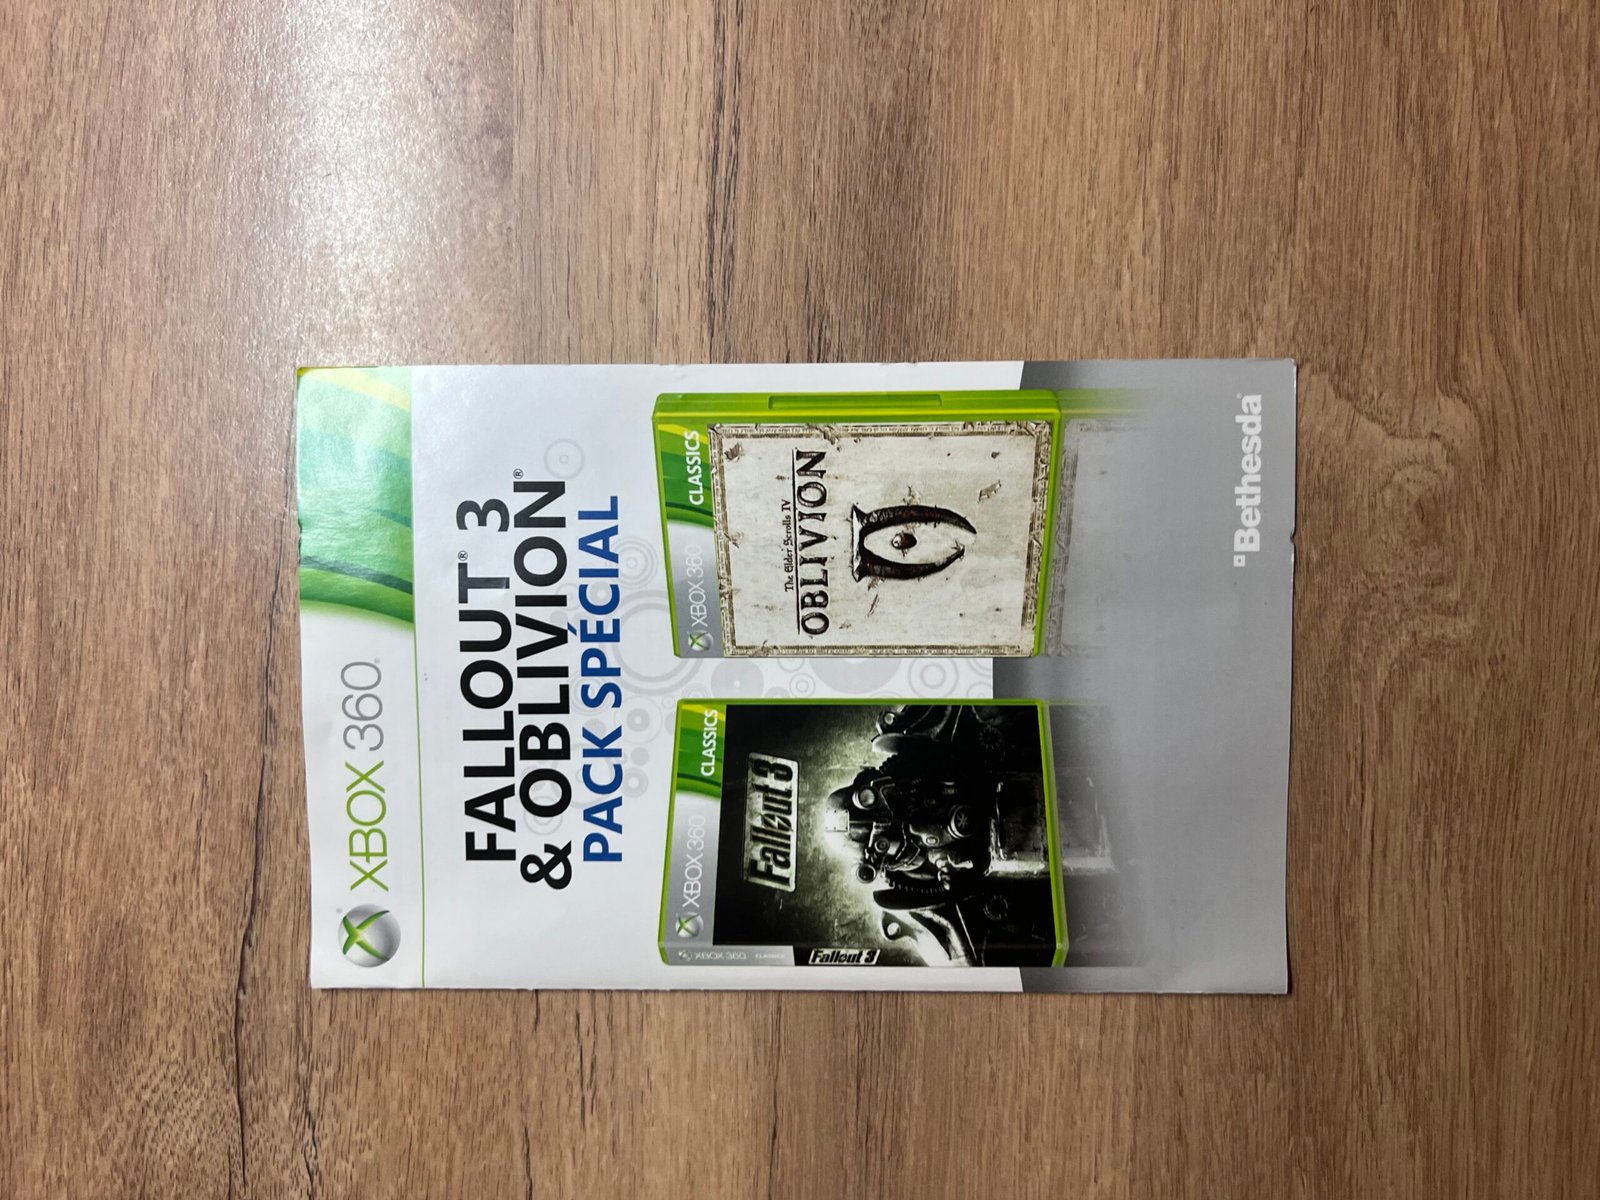 XBOX 360®
FALLOUT® 3
& OBLIVION®
PACK SPÉCIAL
XBOX 360
CLASSICS
Fallout 3
XBOX 360
CLASSICS
Fallout 3
XBOX 360
CLASSICS
The Elder Scrolls IV
OBLIVION
Bethesda®